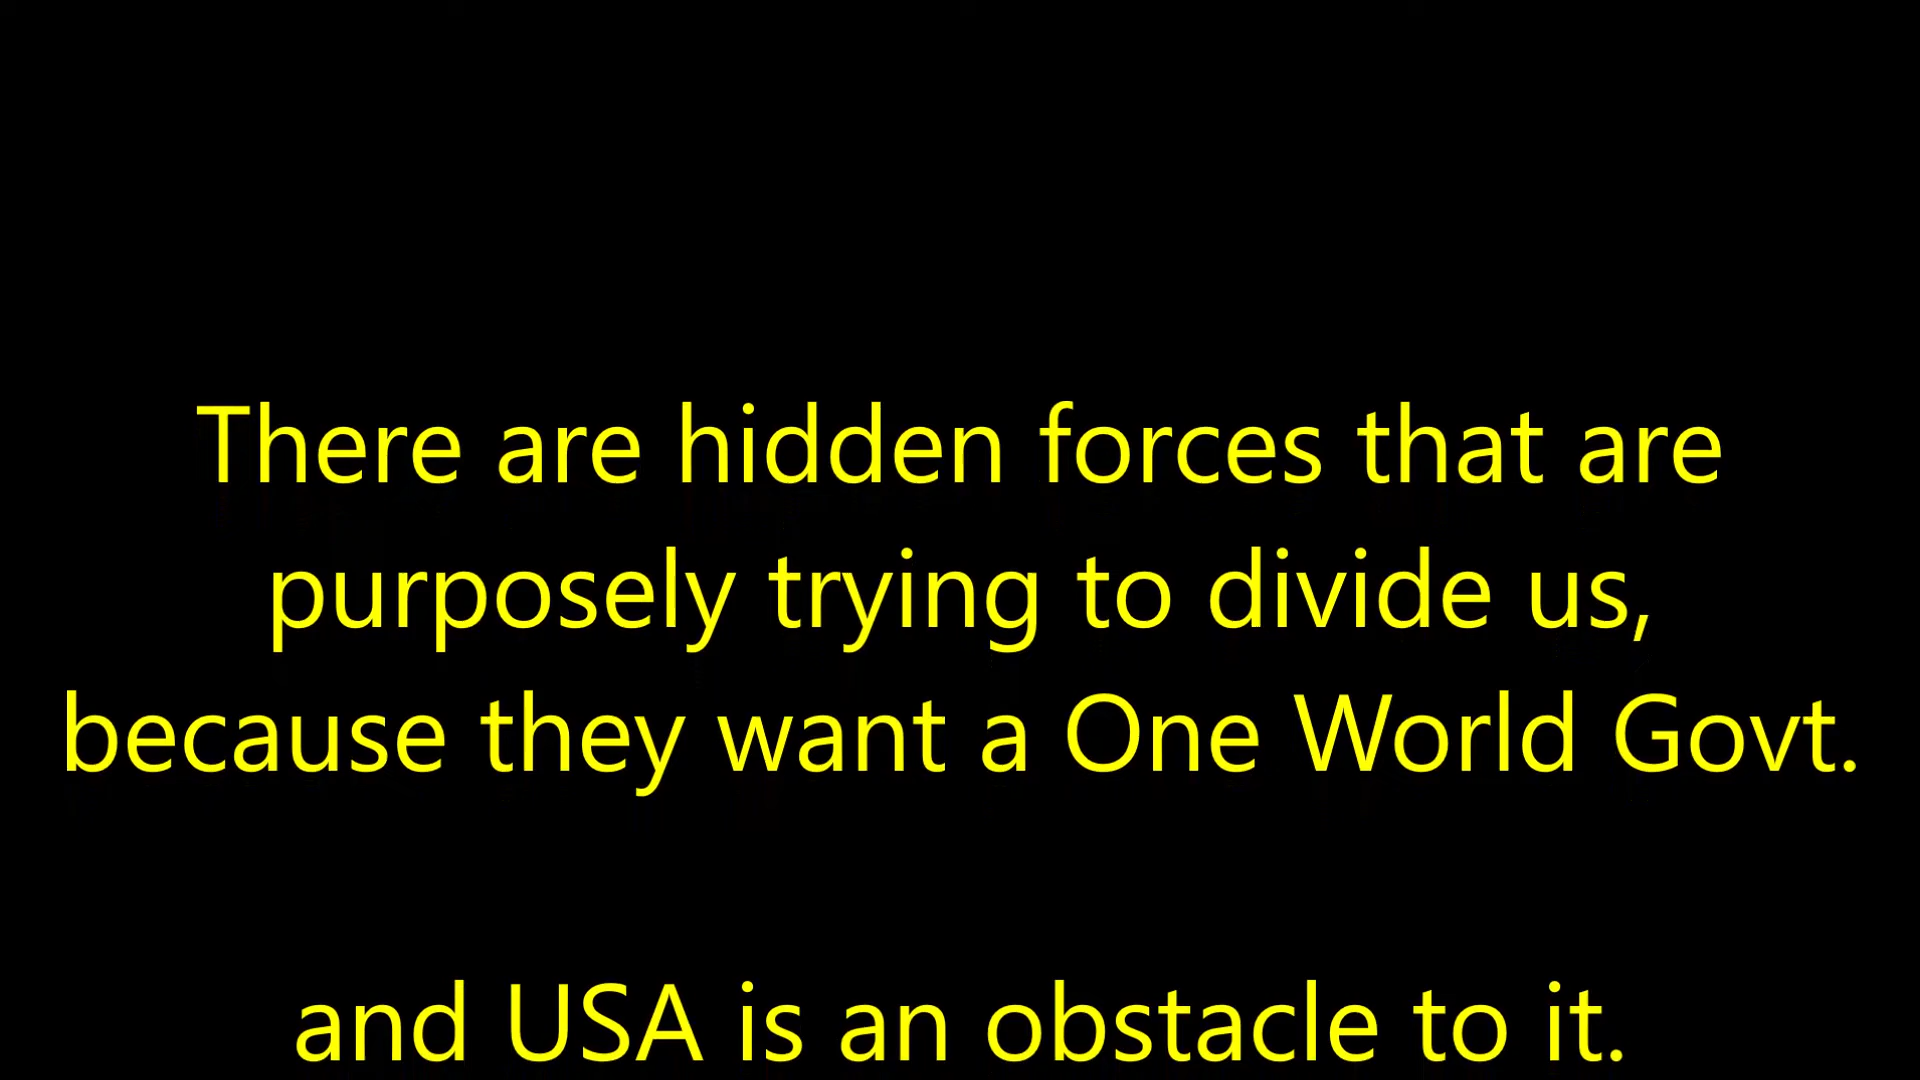 There are hidden forces that are
purposely trying to divide us,
because they want a One World Govt.
and USA is an obstacle to it.